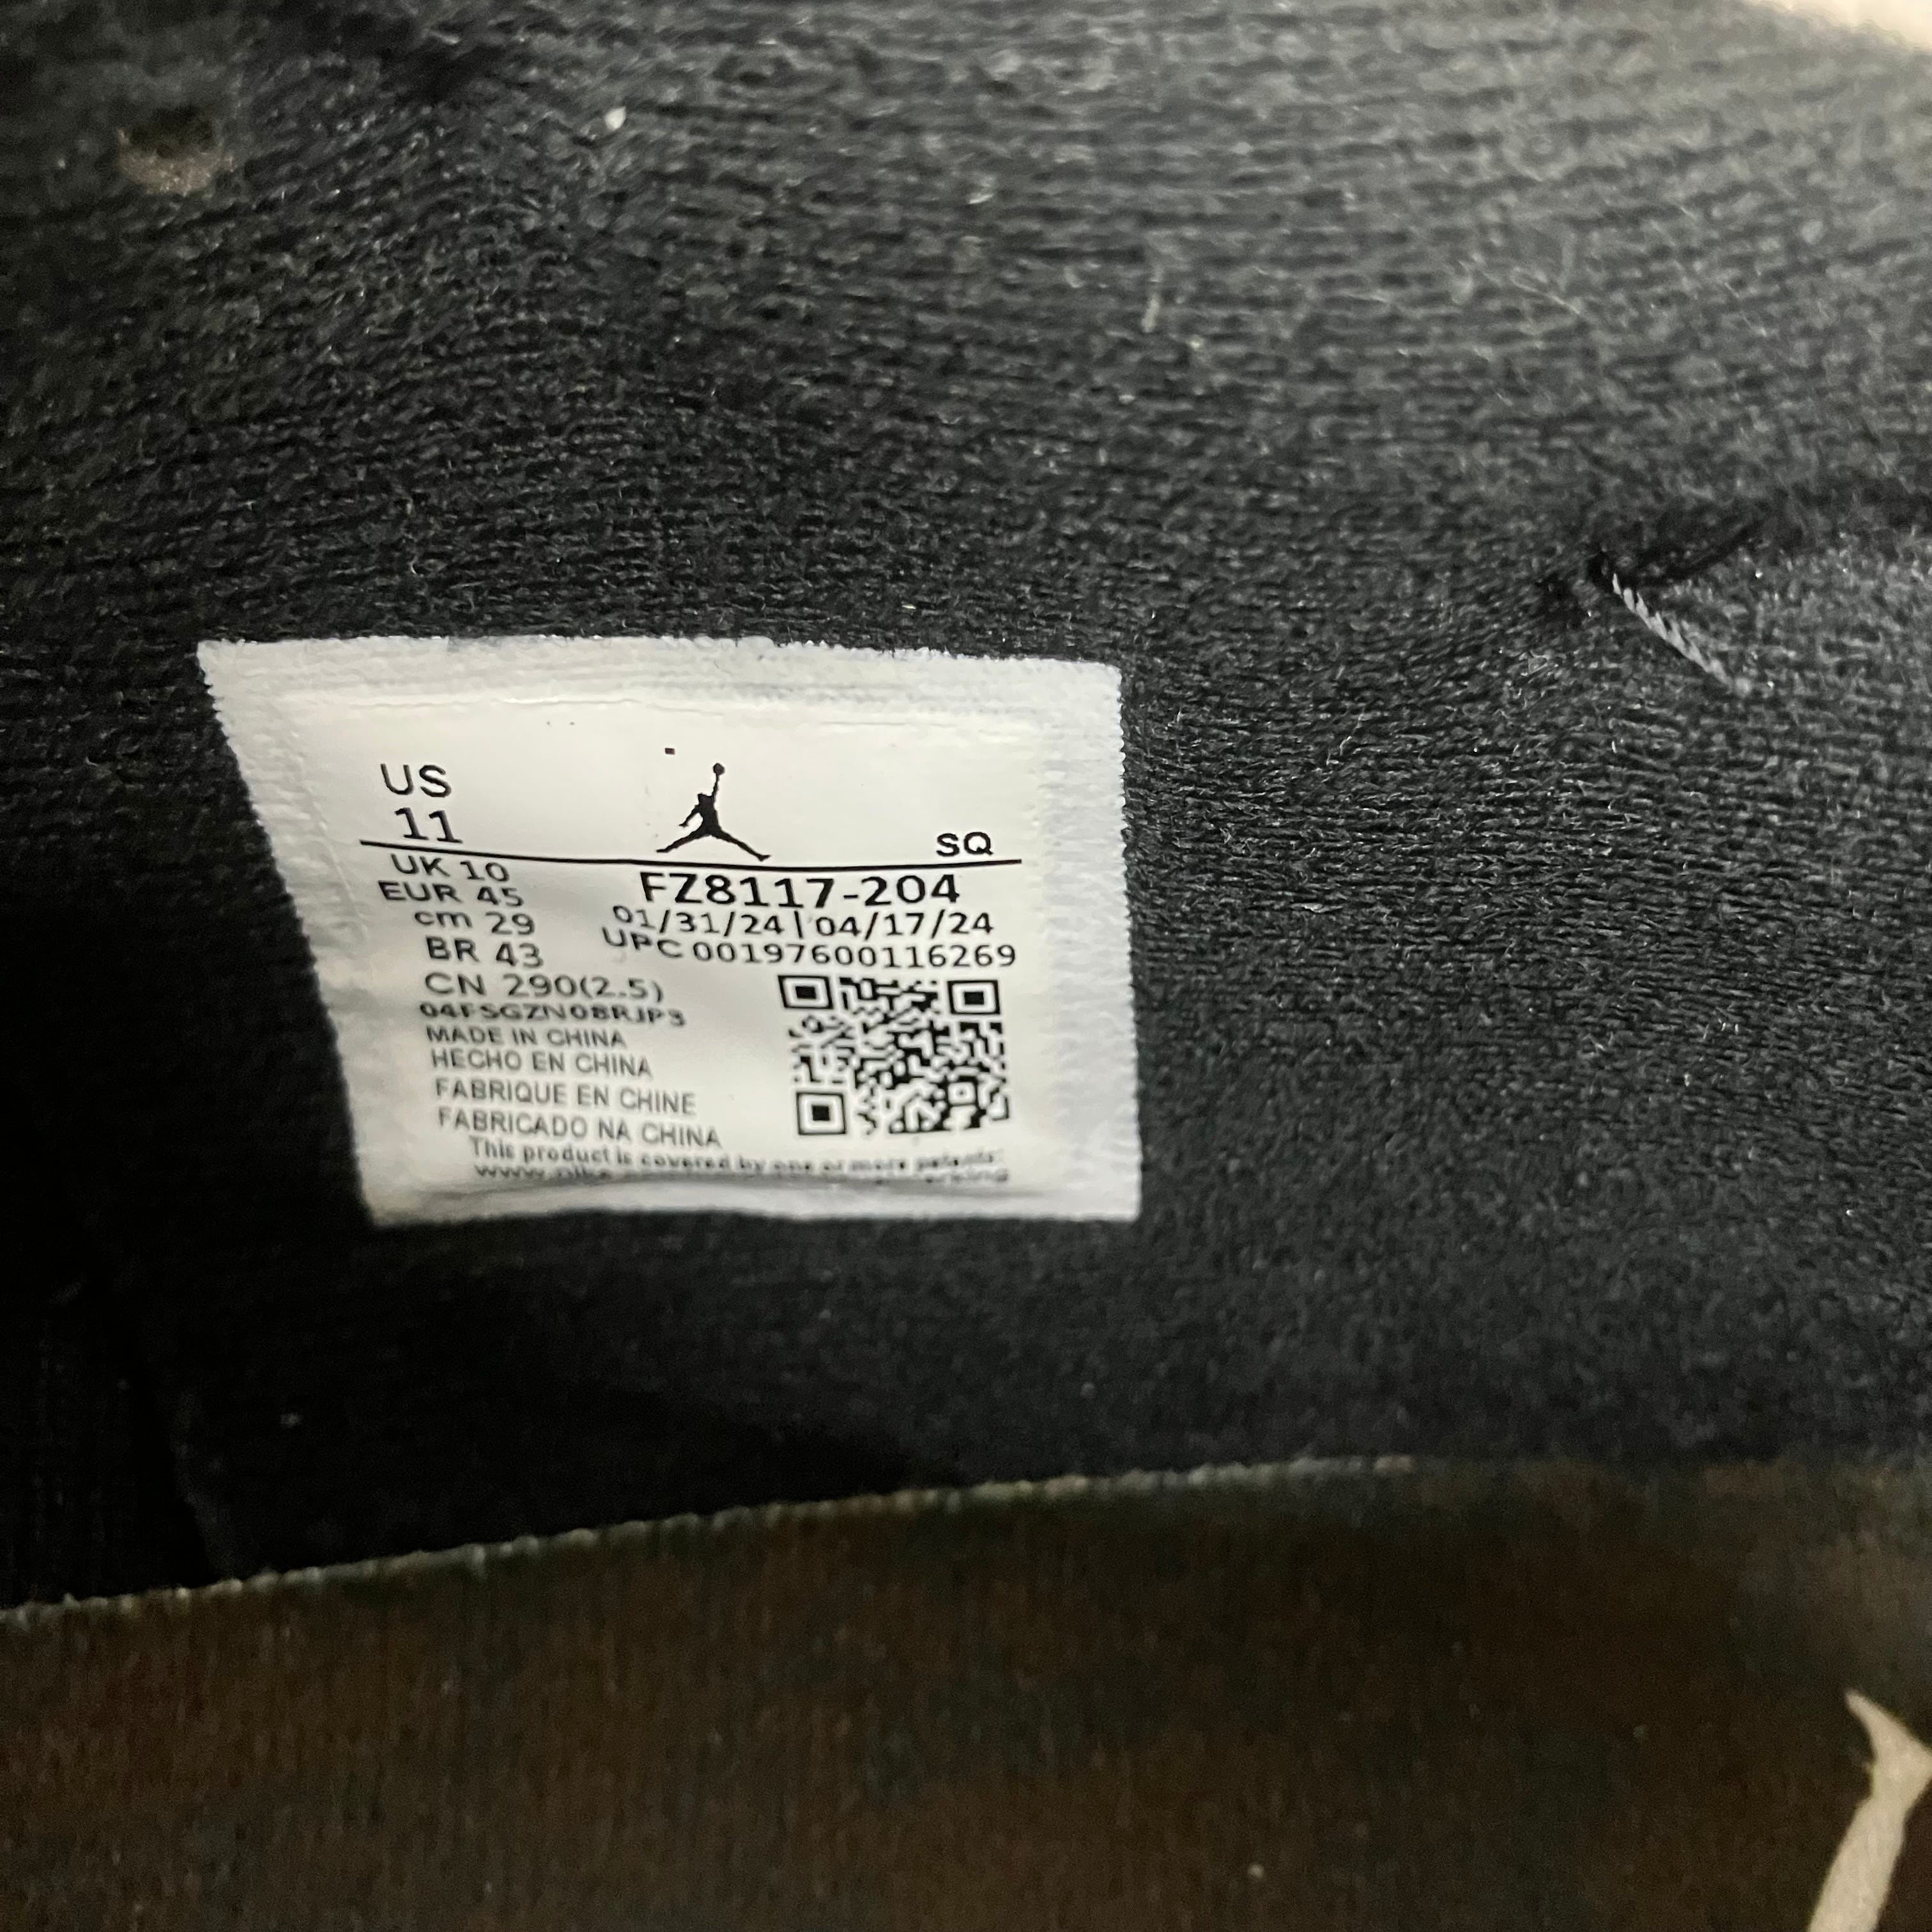 US
11
SQ
UK 10
EUR 45
cm 29
BR 43
CN 290(2.5)
FZ8117-204
01/31/24|04/17/24
UPC 00197600116269
04FSGZN08RJP3
MADE IN CHINA
HECHO EN CHINA
FABRIQUE EN CHINE
FABRICADO NA CHINA
This product is covered by one or more patents: